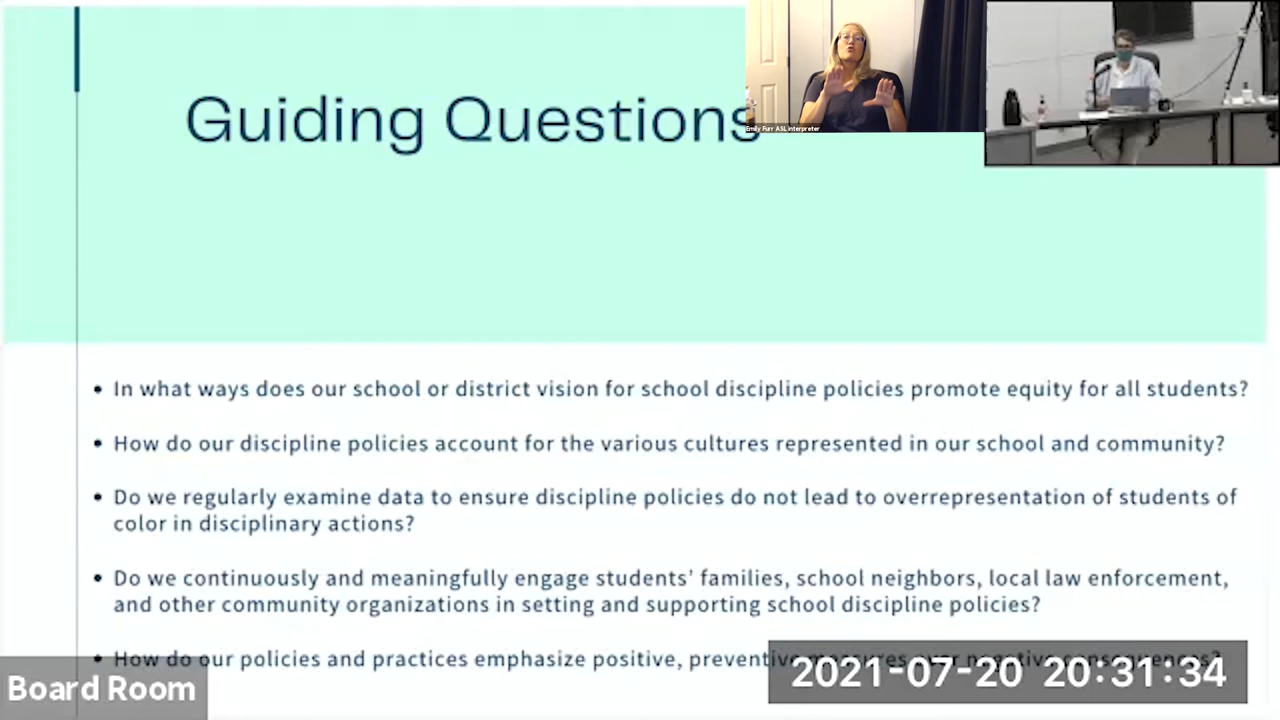 Guiding Questions
Emily Furr ASL interpreter
• In what ways does our school or district vision for school discipline policies promote equity for all students?
• How do our discipline policies account for the various cultures represented in our school and community?
• Do we regularly examine data to ensure discipline policies do not lead to overrepresentation of students of
color in disciplinary actions?
• Do we continuously and meaningfully engage students’ families, school neighbors, local law enforcement,
and other community organizations in setting and supporting school discipline policies?
• How do our policies and practices emphasize positive, preventive measures over negative consequences?
Board Room
2021-07-20 20:31:34